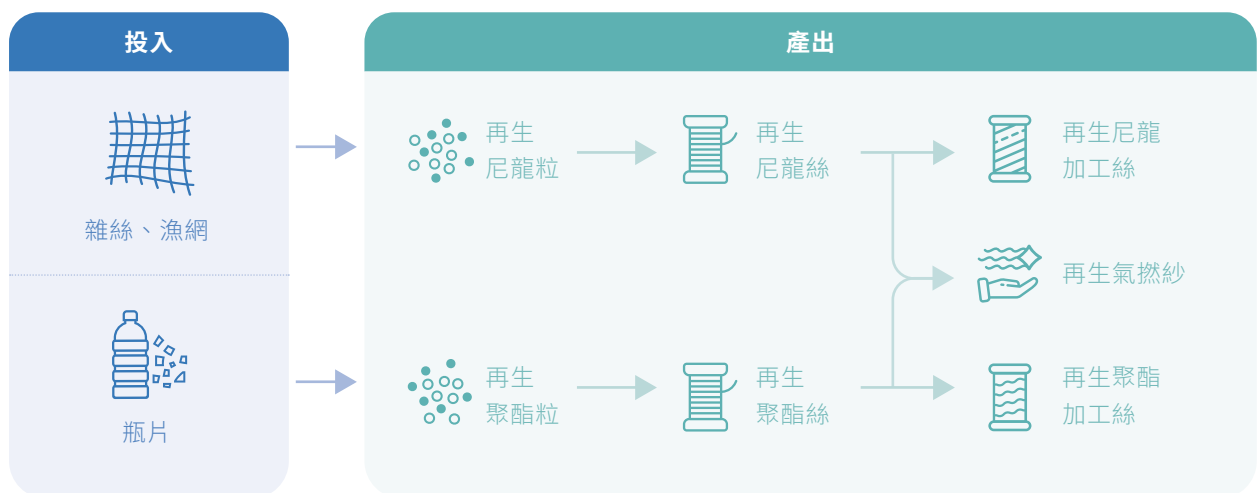 投入
產出
雜絲、漁網
瓶片
再生
尼龍粒
再生
尼龍絲
再生尼龍
加工絲
再生氣撚紗
再生
聚酯粒
再生
聚酯絲
再生聚酯
加工絲